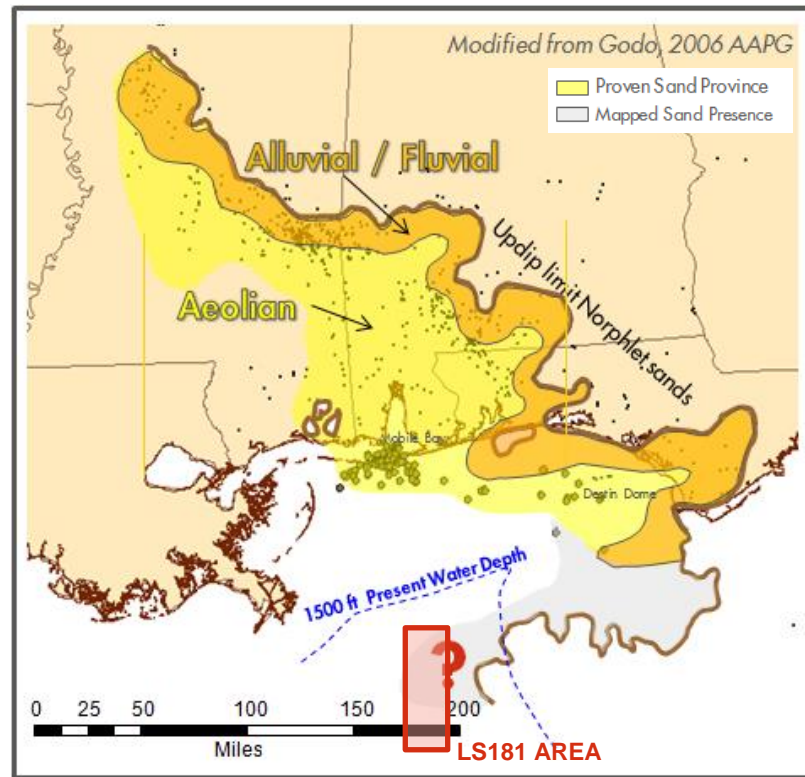 Modified from Godo, 2006 AAPG
Proven Sand Province
Mapped Sand Presence
Alluvial / Fluvial
Updip limit Norphlet sands
Aeolian
Mobile Bay
Destin Dome
1500 ft Present Water Depth
?
0 25 50 100 150 200
Miles
LS181 AREA